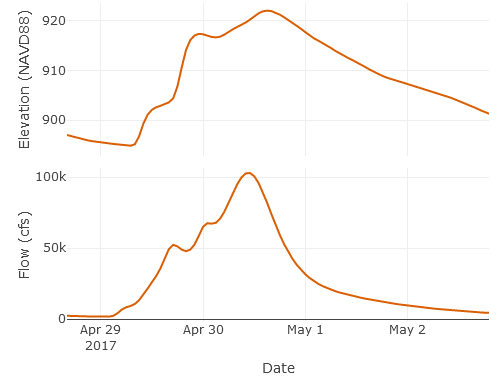 Elevation (NAVD88)
920
910
900
Flow (cfs)
100k
50k
0
Apr 29
2017
Apr 30
May 1
May 2
Date